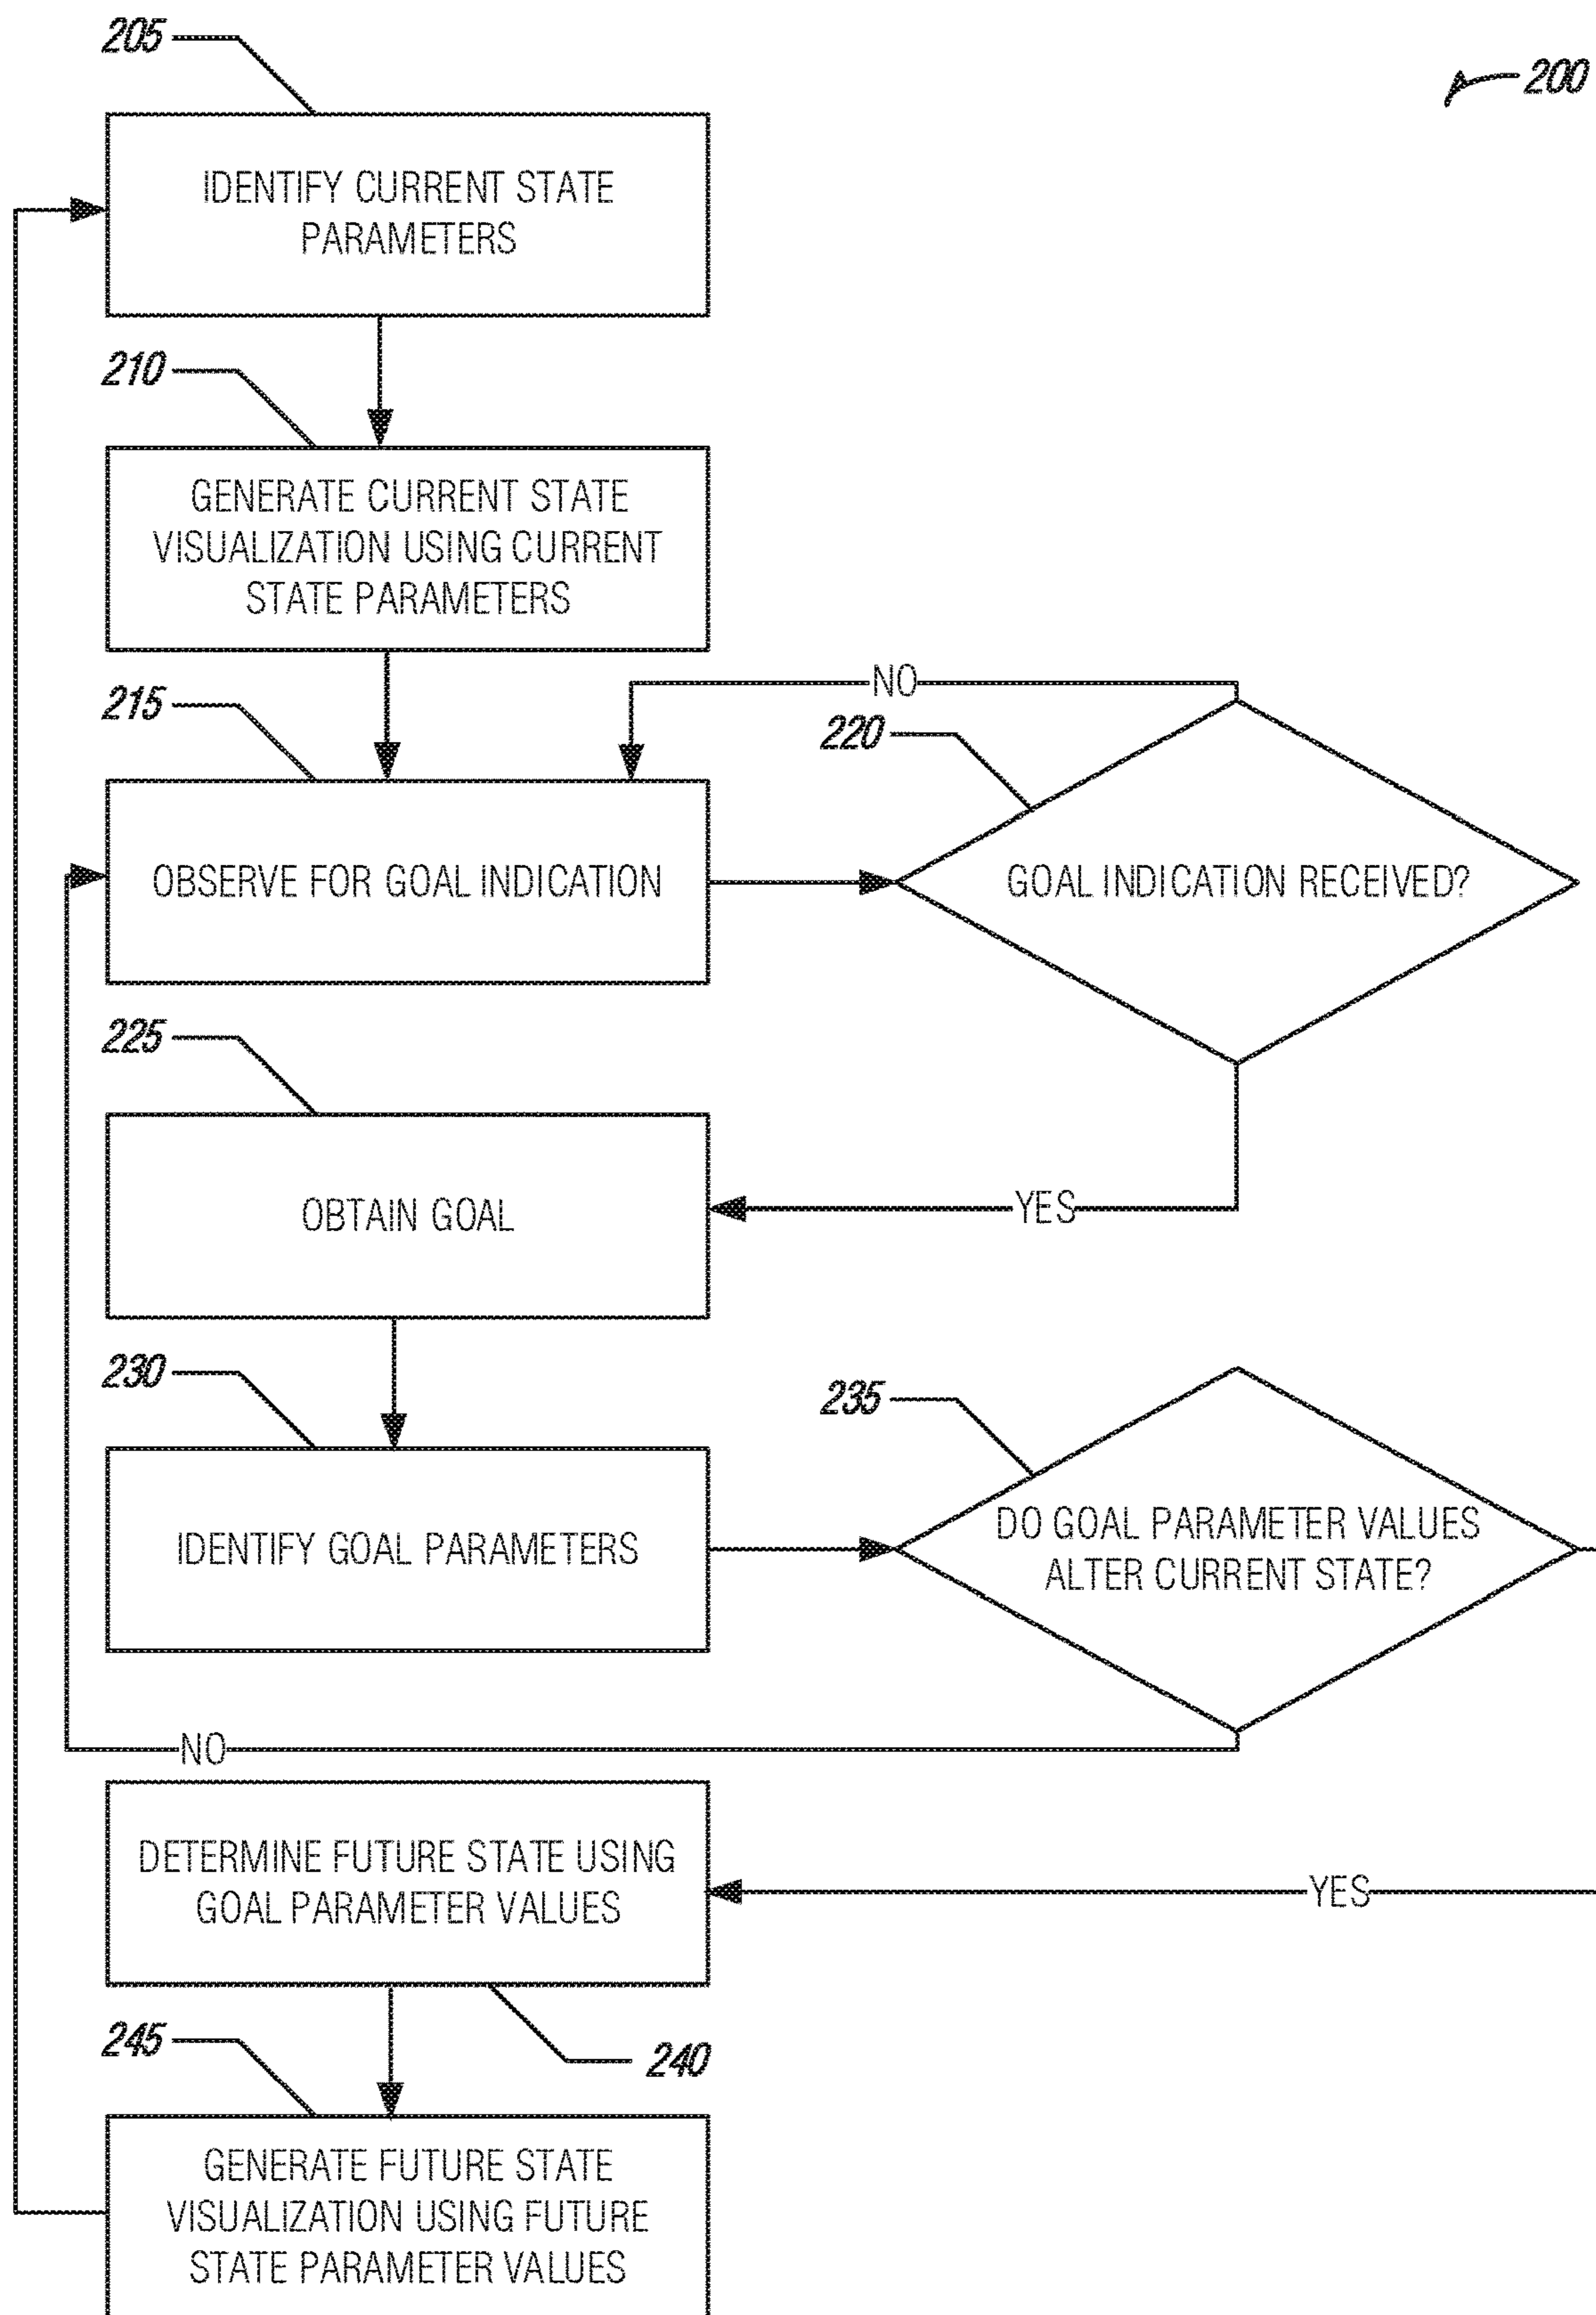 205
200
IDENTIFY CURRENT STATE
PARAMETERS
210
GENERATE CURRENT STATE
VISUALIZATION USING CURRENT
STATE PARAMETERS
NO
215
220
OBSERVE FOR GOAL INDICATION
GOAL INDICATION RECEIVED?
225
OBTAIN GOAL
YES
230
235
IDENTIFY GOAL PARAMETERS
DO GOAL PARAMETER VALUES
ALTER CURRENT STATE?
NO
DETERMINE FUTURE STATE USING
GOAL PARAMETER VALUES
YES
245
240
GENERATE FUTURE STATE
VISUALIZATION USING FUTURE
STATE PARAMETER VALUES